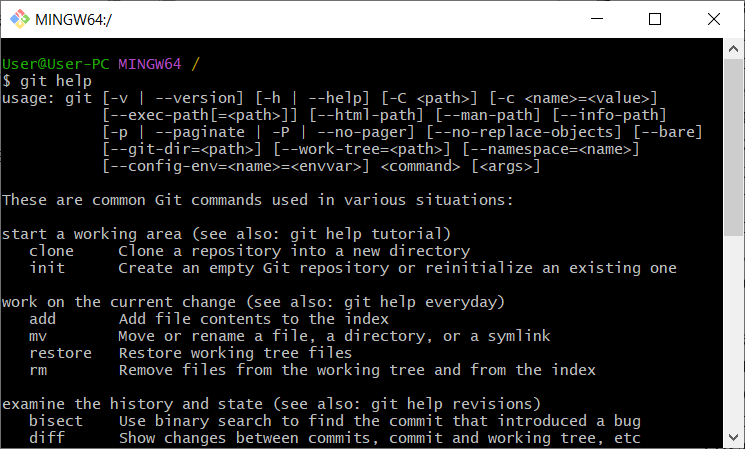 MINGW64:/
User@User-PC MINGW64 /
$ git help
usage: git [-v | --version] [-h | --help] [-C <path>] [-c <name>=<value>]
           [--exec-path[=<path>]] [--html-path] [--man-path] [--info-path]
           [-p | --paginate | -P | --no-pager] [--no-replace-objects] [--bare]
           [--git-dir=<path>] [--work-tree=<path>] [--namespace=<name>]
           [--config-env=<name>=<envvar>] <command> [<args>]

These are common Git commands used in various situations:

start a working area (see also: git help tutorial)
   clone     Clone a repository into a new directory
   init      Create an empty Git repository or reinitialize an existing one

work on the current change (see also: git help everyday)
   add       Add file contents to the index
   mv        Move or rename a file, a directory, or a symlink
   restore   Restore working tree files
   rm        Remove files from the working tree and from the index

examine the history and state (see also: git help revisions)
   bisect    Use binary search to find the commit that introduced a bug
   diff      Show changes between commits, commit and working tree, etc